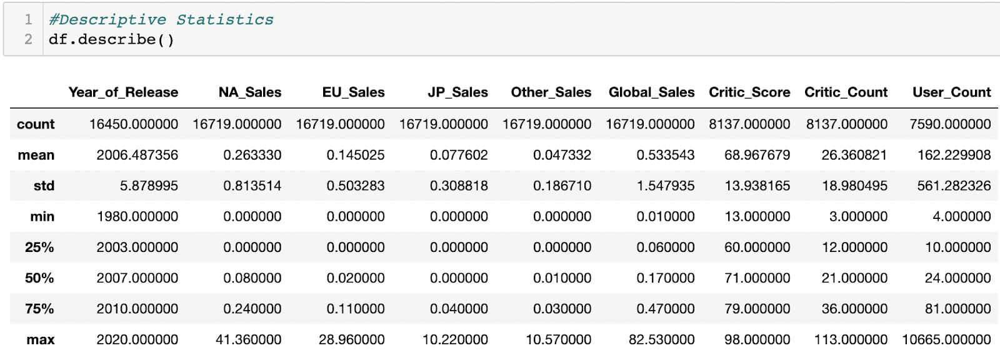 1 #Descriptive Statistics
2 df.describe()
Year_of_Release NA_Sales EU_Sales JP_Sales Other_Sales Global_Sales Critic_Score Critic_Count User_Count
count 16450.000000 16719.000000 16719.000000 16719.000000 16719.000000 16719.000000 8137.000000 8137.000000 7590.000000
mean 2006.487356 0.263330 0.145025 0.077602 0.047332 0.533543 68.967679 26.360821 162.229908
std 5.878995 0.813514 0.503283 0.308818 0.186710 1.547935 13.938165 18.980495 561.282326
min 1980.000000 0.000000 0.000000 0.000000 0.000000 0.010000 13.000000 3.000000 4.000000
25% 2003.000000 0.000000 0.000000 0.000000 0.000000 0.060000 60.000000 12.000000 10.000000
50% 2007.000000 0.080000 0.020000 0.000000 0.010000 0.170000 71.000000 21.000000 24.000000
75% 2010.000000 0.240000 0.110000 0.040000 0.030000 0.470000 79.000000 36.000000 81.000000
max 2020.000000 41.360000 28.960000 10.220000 10.570000 82.530000 98.000000 113.000000 10665.000000